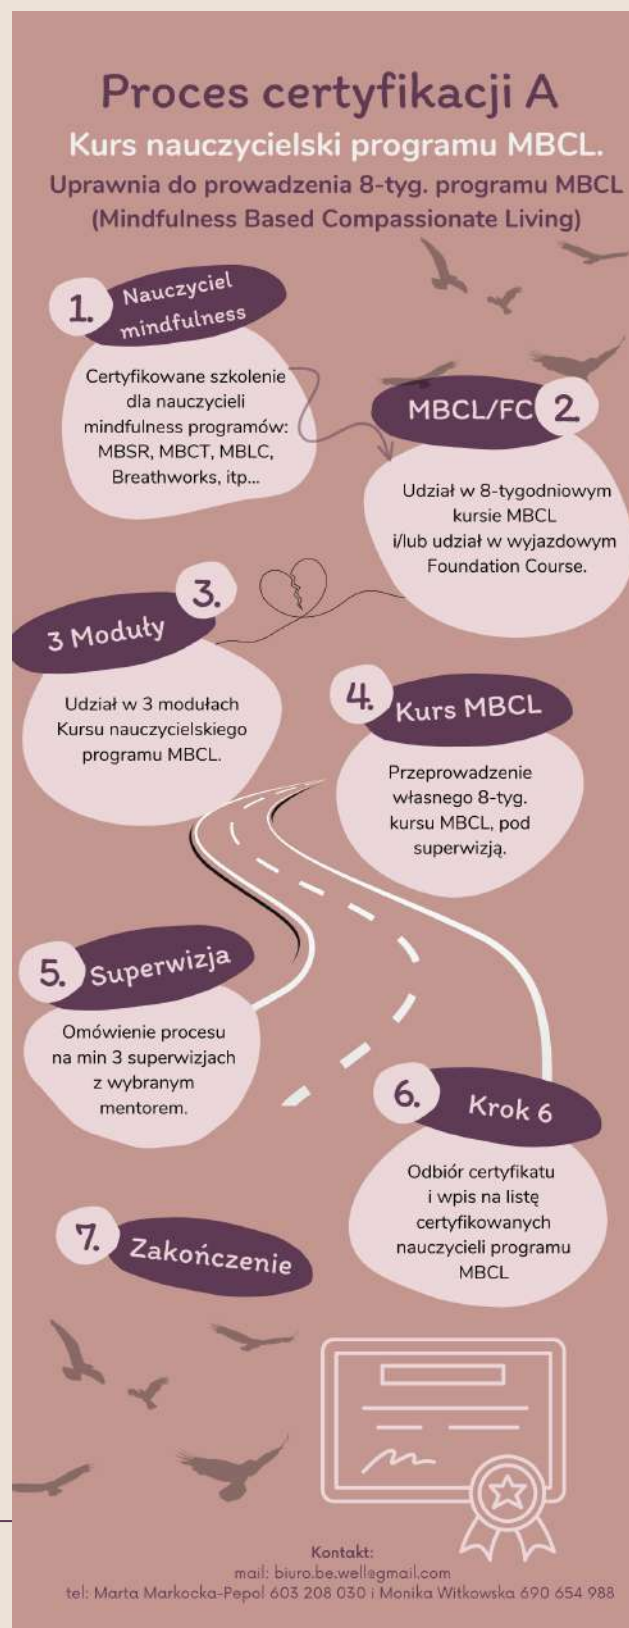 Proces certyfikacji A
Kurs nauczycielski programu MBCL.
Uprawnia do prowadzenia 8-tyg. programu MBCL
(Mindfulness Based Compassionate Living)
1.
Nauczyciel
mindfulness
Certyfikowane szkolenie
dla nauczycieli
mindfulness programów:
MBSR, MBCT, MBLC,
Breathworks, itp...
MBCL/FC
2.
Udział w 8-tygodniowym
kursie MBCL
i/lub udział w wyjazdowym
Foundation Course.
3.
3 Moduły
Udział w 3 modułach
Kursu nauczycielskiego
programu MBCL.
4.
Kurs MBCL
Przeprowadzenie
własnego 8-tyg.
kursu MBCL, pod
superwizją.
5.
Superwizja
Omówienie procesu
na min 3 superwizjach
z wybranym
mentorem.
6.
Krok 6
Odbiór certyfikatu
i wpis na listę
certyfikowanych
nauczycieli programu
MBCL
7.
Zakończenie
Kontakt:
mail: biuro.be.well@gmail.com
tel: Marta Markocka-Pepol 603 208 030 i Monika Witkowska 690 654 988